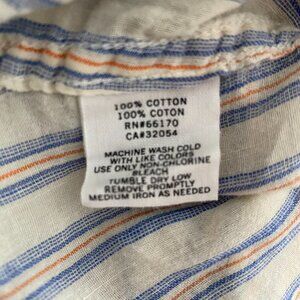 100% COTTON
100% COTON
RN#66170
CA#32054
MACHINE WASH COLD
WITH LIKE COLORS
USE ONLY NON-CHLORINE
BLEACH
TUMBLE DRY LOW
REMOVE PROMPTLY
MEDIUM IRON AS NEEDED